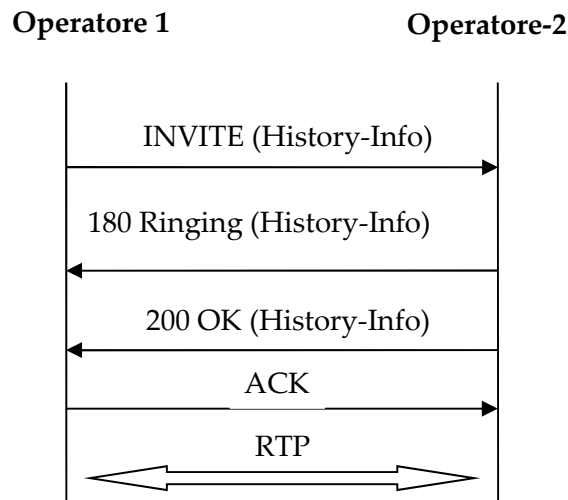 Operatore 1
Operatore-2
INVITE (History-Info)
180 Ringing (History-Info)
200 OK (History-Info)
ACK
RTP